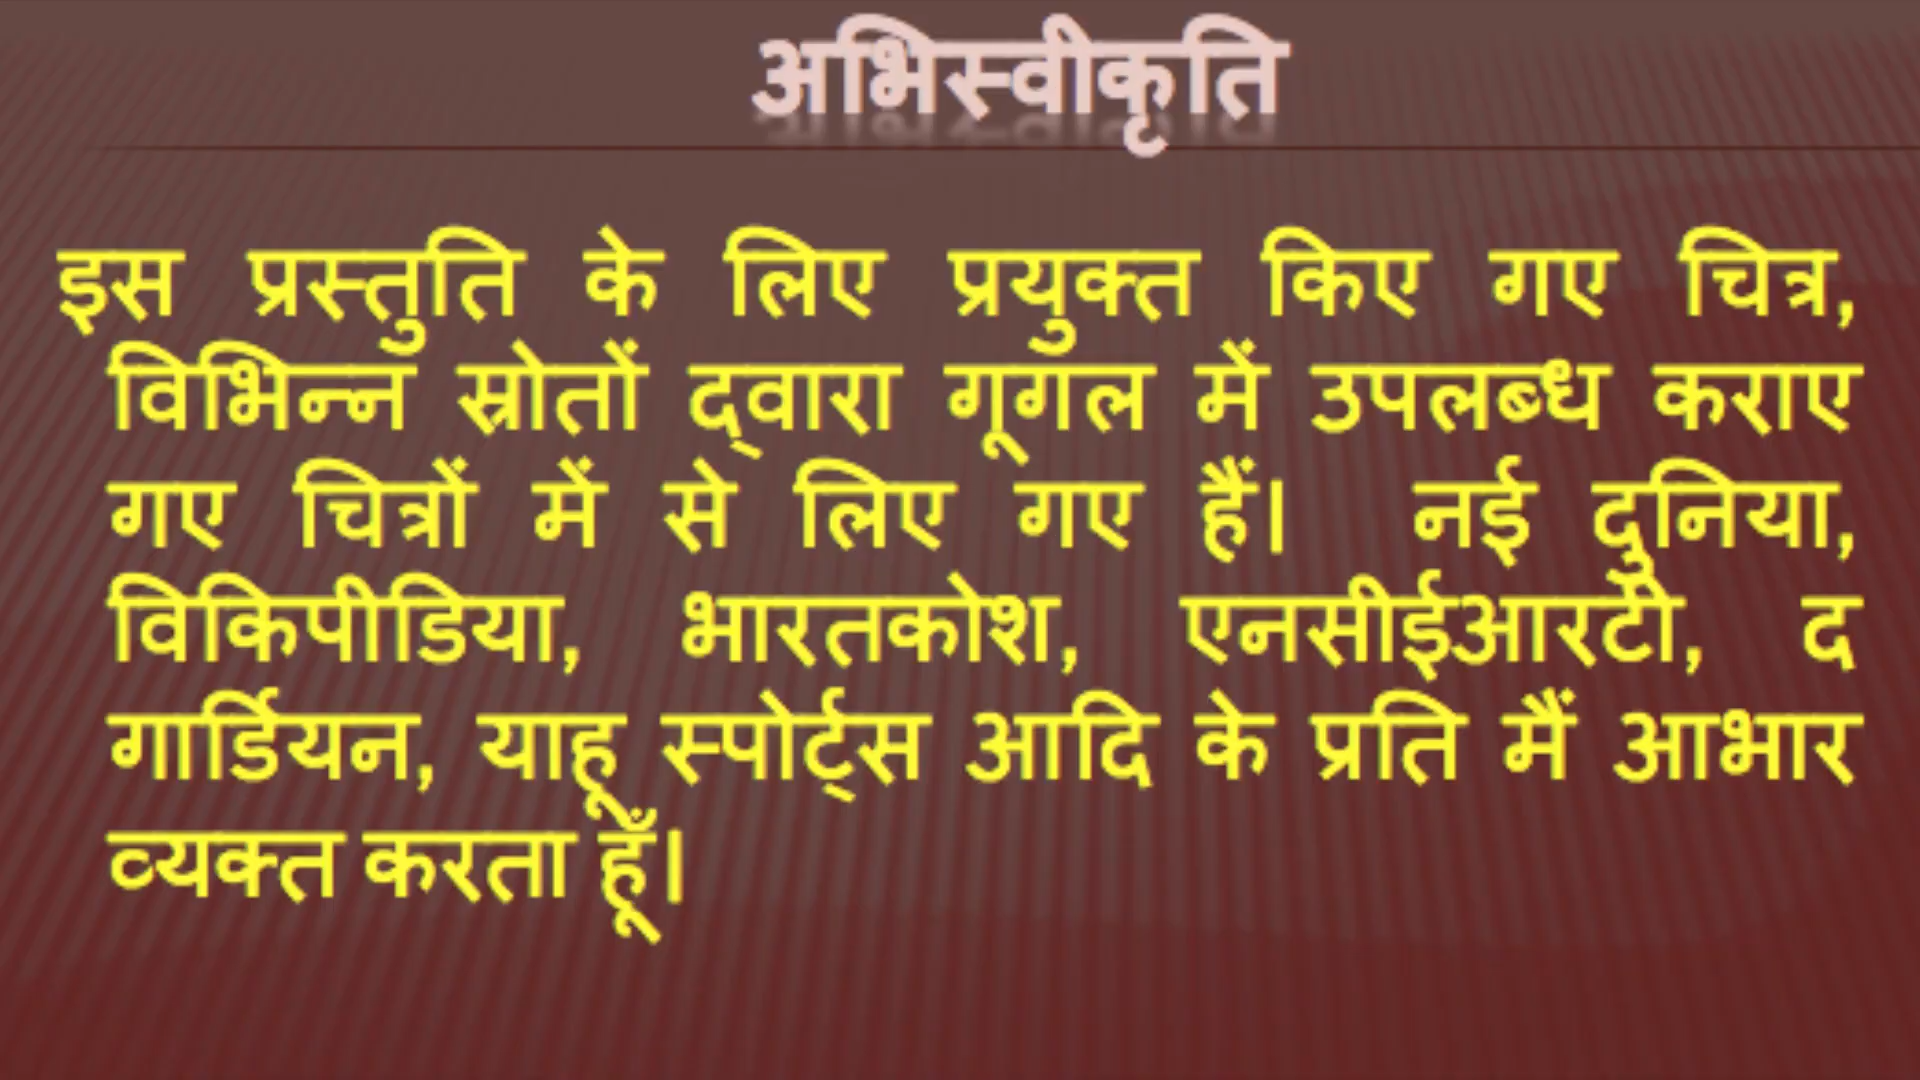 अभिस्वीकृति
इस प्रस्तुति के लिए प्रयुक्त किए गए चित्र,
विभिन्न स्रोतों द्वारा गूगल में उपलब्ध कराए
गए चित्रों में से लिए गए हैं। नई दुनिया,
विकिपीडिया, भारतकोश, एनसीईआरटी, द
गार्डियन, याहू स्पोर्ट्स आदि के प्रति मैं आभार
व्यक्त करता हूँ।